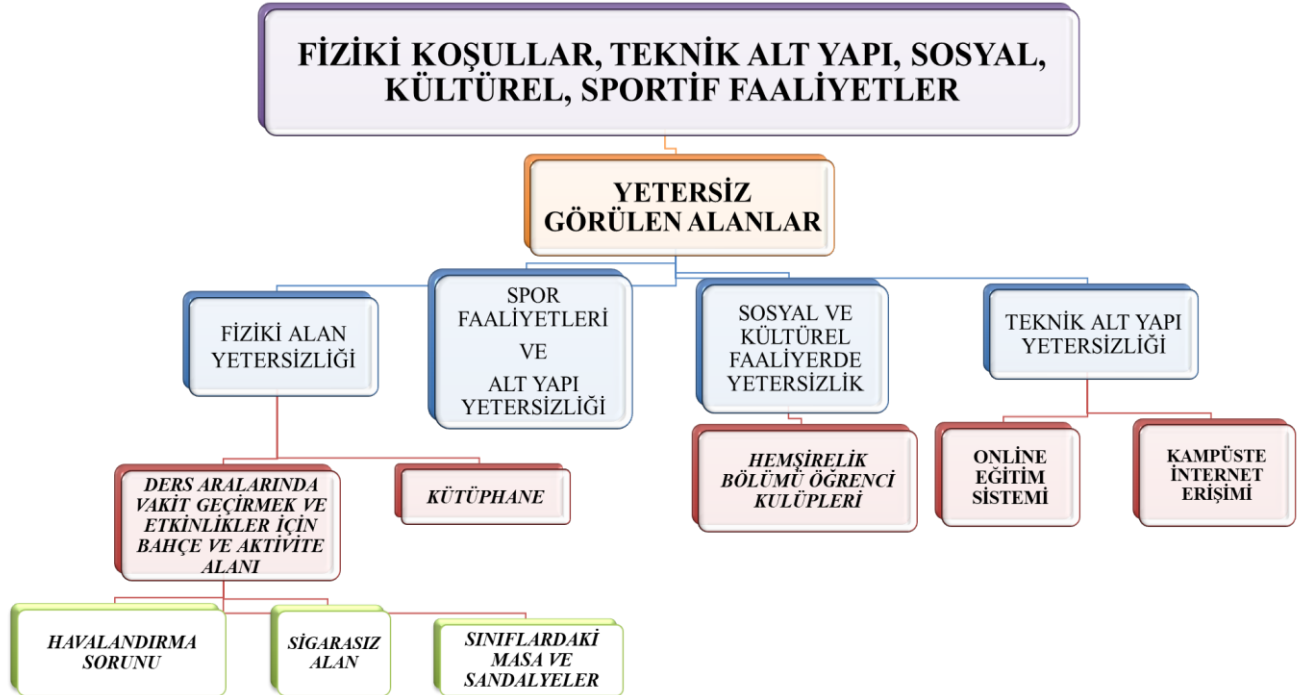 FİZİKİ KOŞULLAR, TEKNİK ALT YAPI, SOSYAL,
KÜLTÜREL, SPORTİF FAALİYETLER
YETERSİZ
GÖRÜLEN ALANLAR
FİZİKİ ALAN
YETERSİZLİĞİ
SPOR
FAALİYETLERİ
VE
ALT YAPI
YETERSİZLİĞİ
SOSYAL VE
KÜLTÜREL
FAALİYERDE
YETERSİZLİK
TEKNİK ALT YAPI
YETERSİZLİĞİ
DERS ARALARINDA
VAKİT GEÇİRMEK VE
ETKİNLİKLER İÇİN
BAHÇE VE AKTİVİTE
ALANI
KÜTÜPHANE
HEMŞİRELİK
BÖLÜMÜ ÖĞRENCİ
KULÜPLERİ
ONLİNE
EĞİTİM
SİSTEMİ
KAMPÜSTE
İNTERNET
ERİŞİMİ
HAVALANDIRMA
SORUNU
SİGARASIZ
ALAN
SINIFLARDAKİ
MASA VE
SANDALYELER